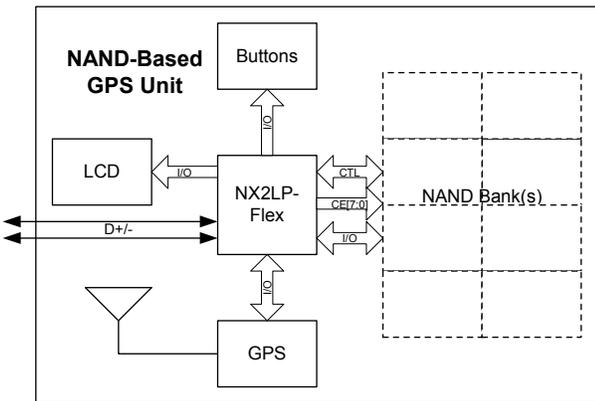 NAND-Based
GPS Unit
Buttons
I/O
LCD
I/O
NX2LP-
Flex
CTL
CE[7:0]
I/O
NAND Bank(s)
D+/-
I/O
GPS